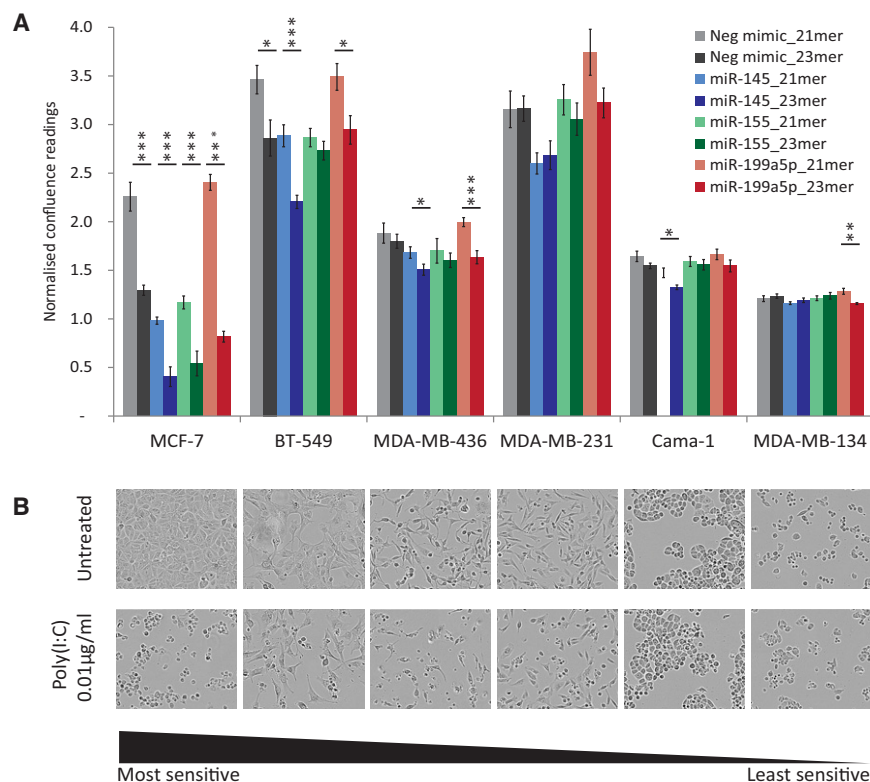 A
Normalised confluence readings
4.0
3.5
3.0
2.5
2.0
1.5
1.0
0.5
-
***
***
***
***
*
***
*
*
***
*
**
Neg mimic_21mer
Neg mimic_23mer
miR-145_21mer
miR-145_23mer
miR-155_21mer
miR-155_23mer
miR-199a5p_21mer
miR-199a5p_23mer
MCF-7
BT-549
MDA-MB-436
MDA-MB-231
Cama-1
MDA-MB-134
B
Untreated
Poly(I:C)
0.01µg/ml
Most sensitive
Least sensitive